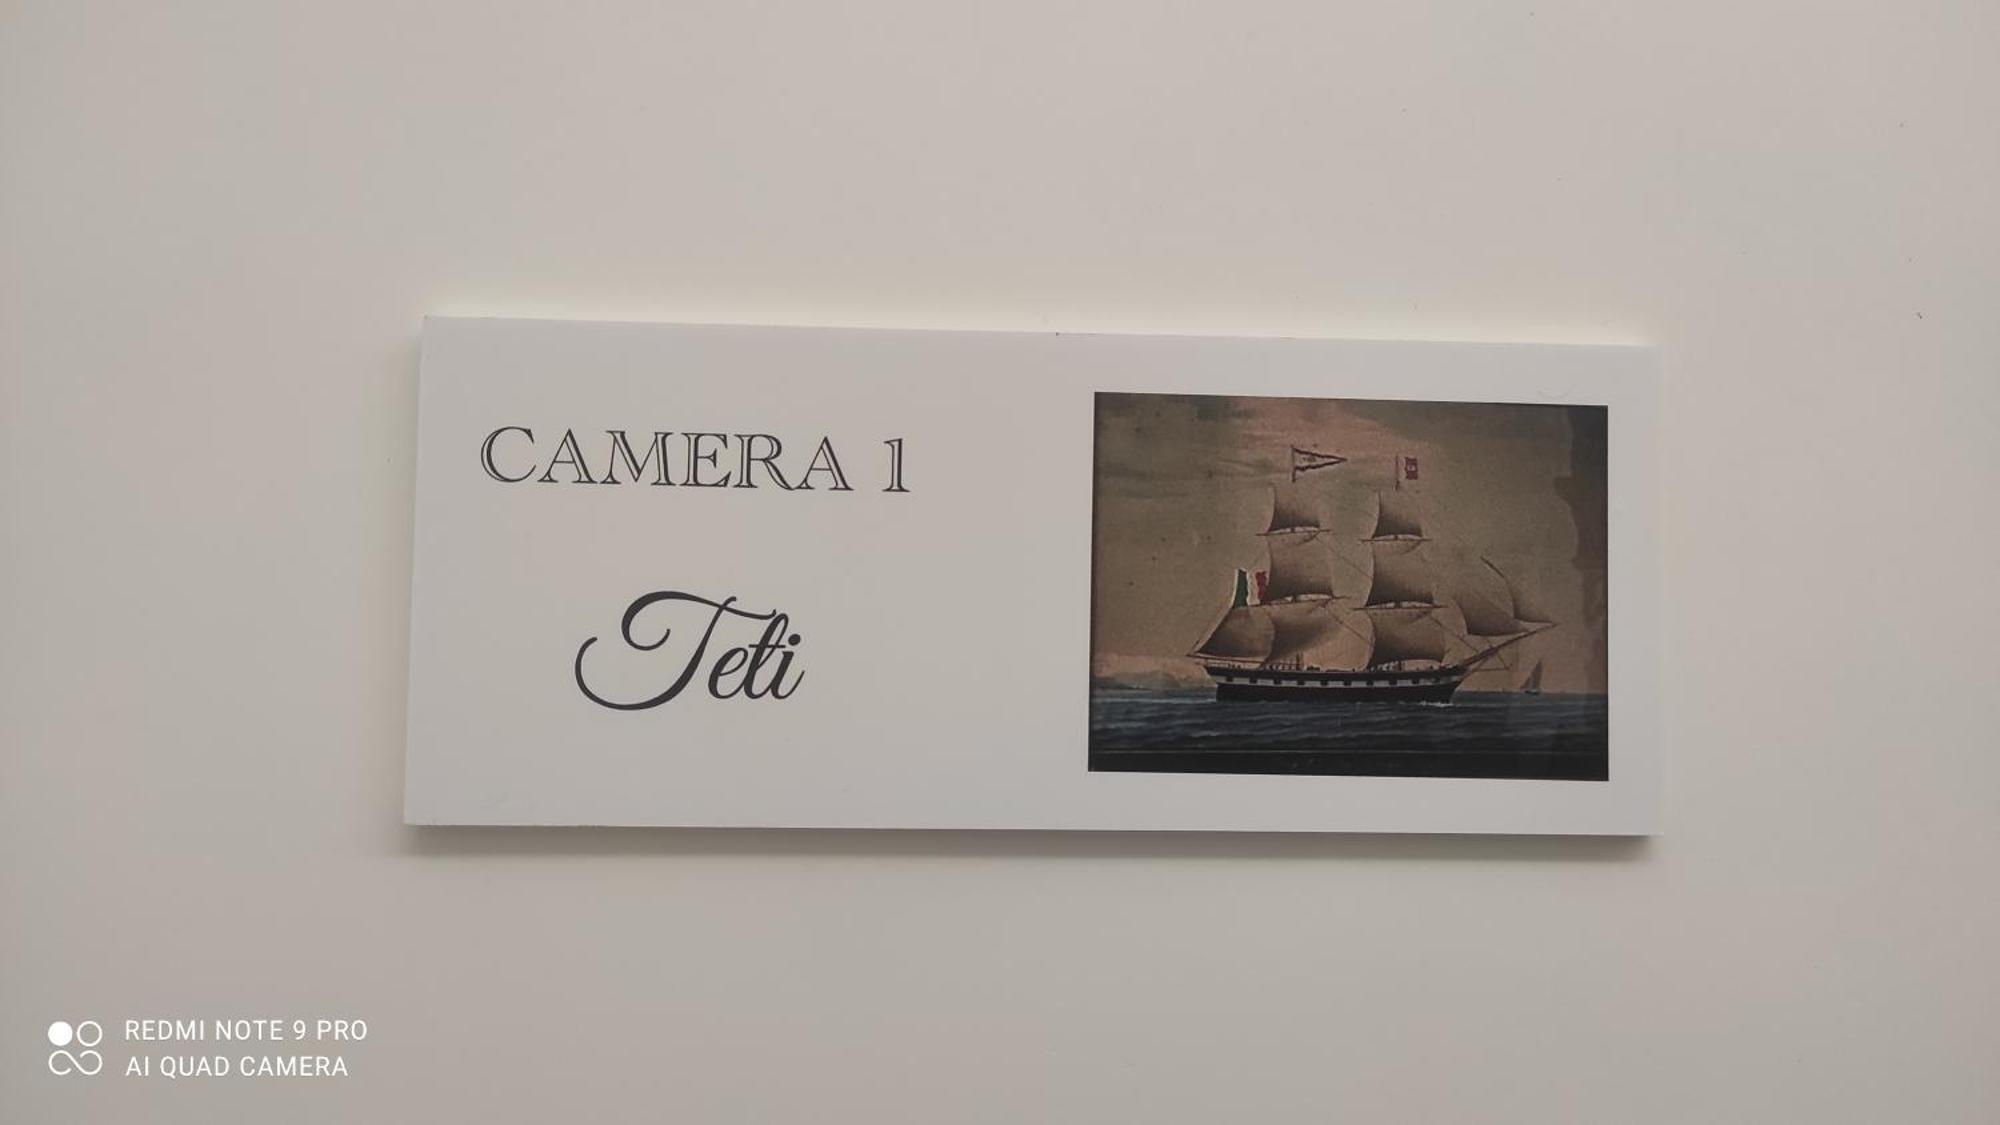 CAMERA 1
Teti
REDMI NOTE 9 PRO
AI QUAD CAMERA